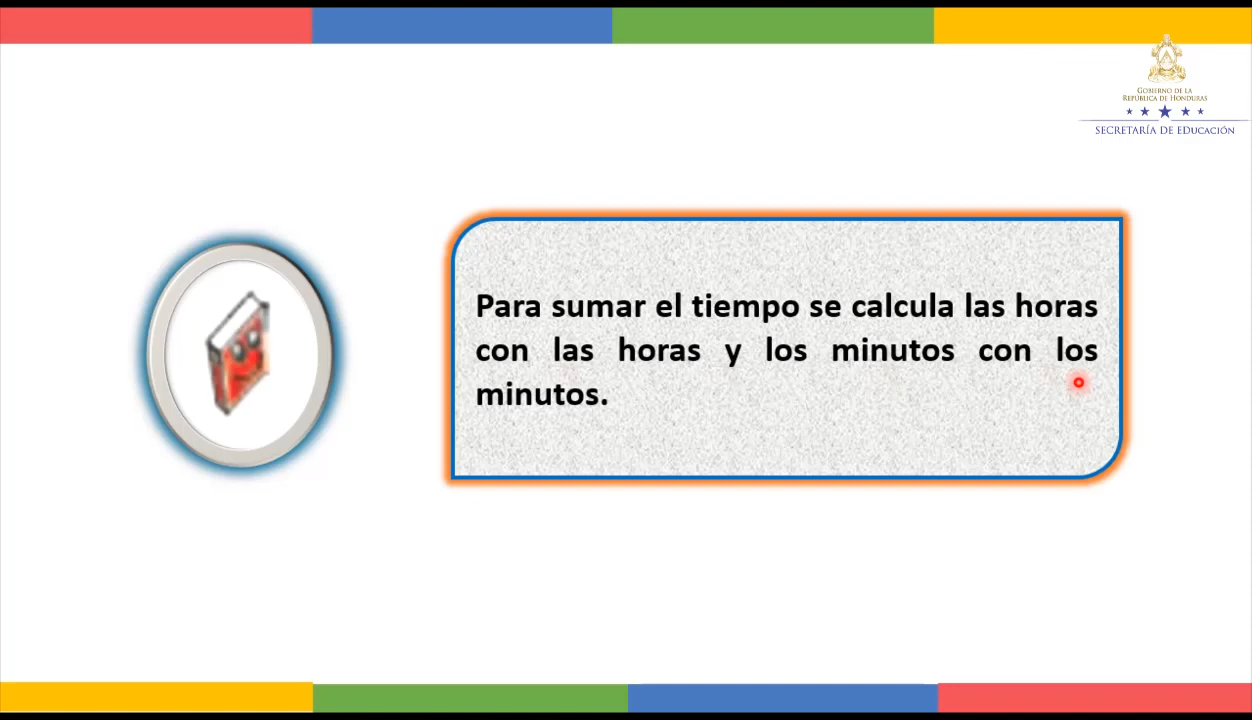 GOBIERNO DE LA
REPÚBLICA DE HONDURAS
SECRETARÍA DE EDUCACIÓN
Para sumar el tiempo se calcula las horas
con las horas y los minutos con los
minutos.